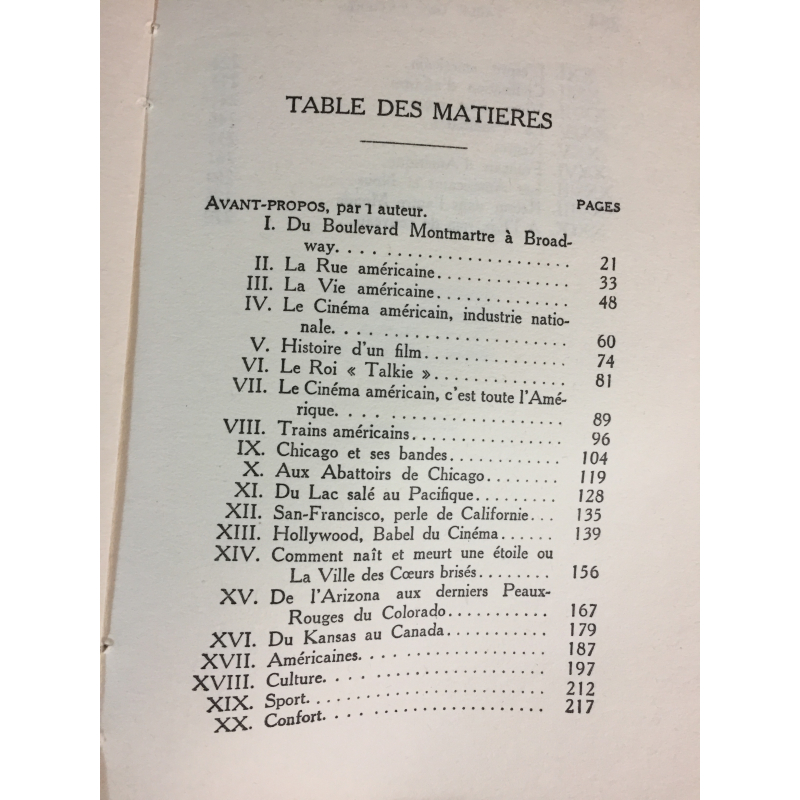 TABLE DES MATIERES
AVANT-PROPOS, par l auteur. PAGES
I. Du Boulevard Montmartre à Broad-
way. . . . . . . . . . . . . . . . . . . . . 21
II. La Rue américaine. . . . . . . . . . . . . 33
III. La Vie américaine. . . . . . . . . . . . . 48
IV. Le Cinéma américain, industrie natio-
nale. . . . . . . . . . . . . . . . . . . . . 60
V. Histoire d'un film. . . . . . . . . . . . . . 74
VI. Le Roi « Talkie ». . . . . . . . . . . . . 81
VII. Le Cinéma américain, c'est toute l'Amé-
rique. . . . . . . . . . . . . . . . . . . . 89
VIII. Trains américains. . . . . . . . . . . . . . 96
IX. Chicago et ses bandes. . . . . . . . . . . 104
X. Aux Abattoirs de Chicago. . . . . . . . 119
XI. Du Lac salé au Pacifique. . . . . . . . . 128
XII. San-Francisco, perle de Californie. . . 135
XIII. Hollywood, Babel du Cinéma. . . . . . 139
XIV. Comment naît et meurt une étoile ou
La Ville des Cœurs brisés. . . . . . . . 156
XV. De l'Arizona aux derniers Peaux-
Rouges du Colorado. . . . . . . . . . . 167
XVI. Du Kansas au Canada. . . . . . . . . . . 179
XVII. Américaines. . . . . . . . . . . . . . . . . . 187
XVIII. Culture. . . . . . . . . . . . . . . . . . . . . 197
XIX. Sport. . . . . . . . . . . . . . . . . . . . . . 212
XX. Confort. . . . . . . . . . . . . . . . . . . . . 217